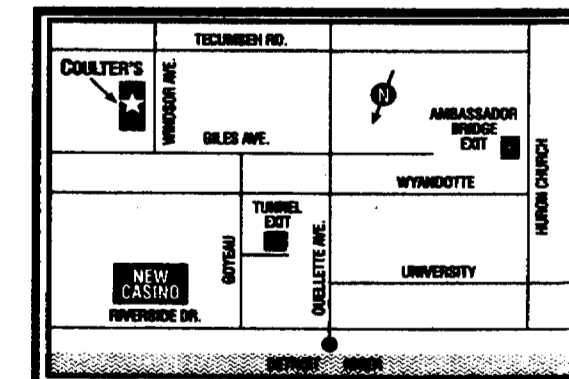 TECUMSEH RD.
COULTER'S
WINDSOR AVE.
N
AMBASSADOR
BRIDGE
EXIT
GILES AVE.
WYANDOTTE
HURON CHURCH
TUNNEL
EXIT
GOYEAU
OUELLETTE AVE.
UNIVERSITY
NEW
CASINO
RIVERSIDE DR.
DETROIT RIVER